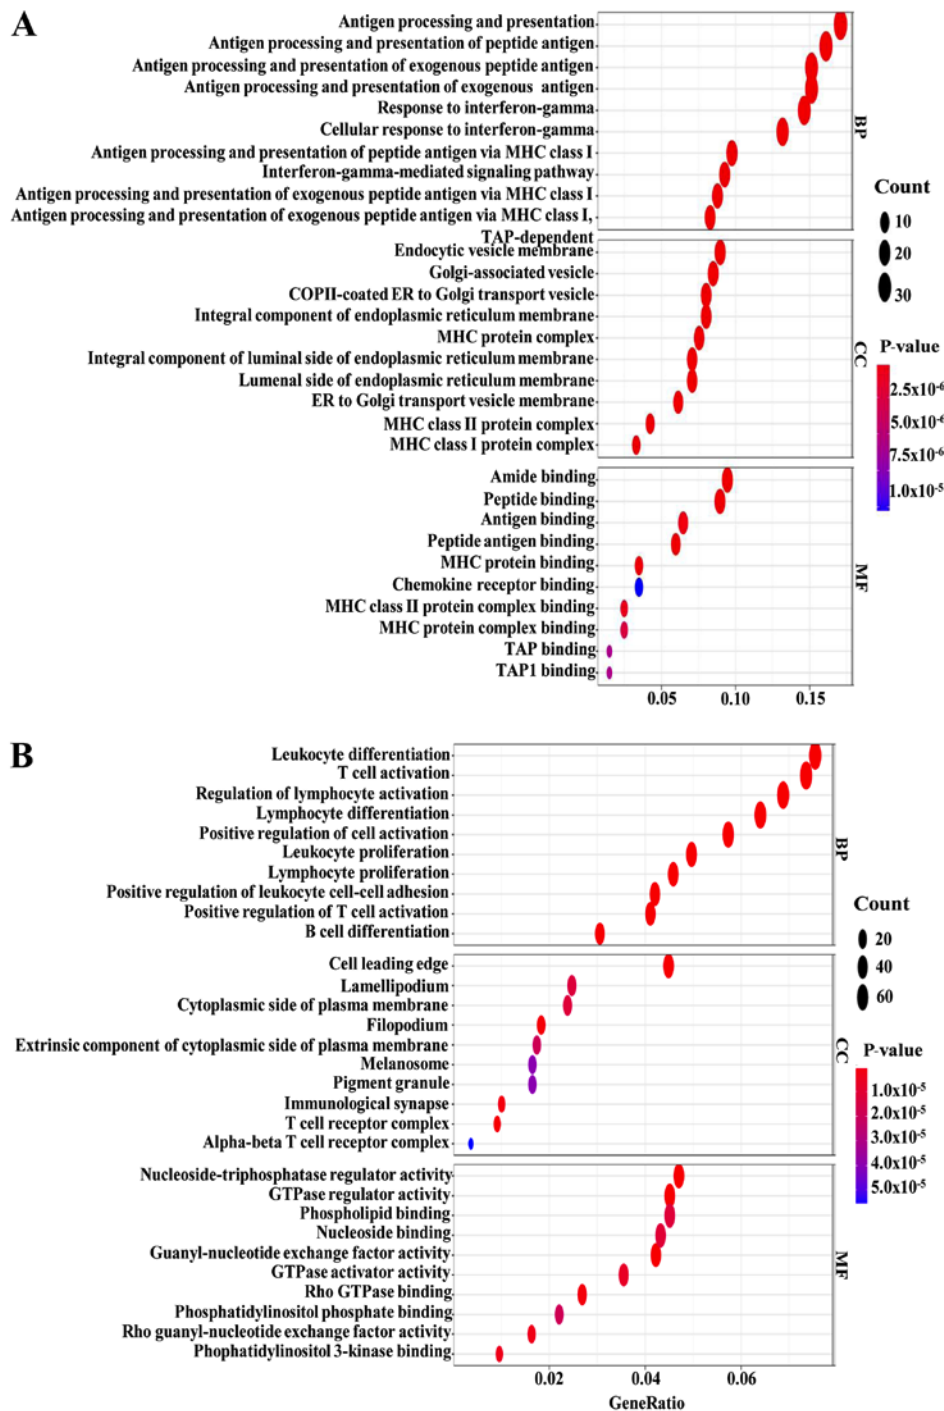 A
Antigen processing and presentation
Antigen processing and presentation of peptide antigen
Antigen processing and presentation of exogenous peptide antigen
Antigen processing and presentation of exogenous antigen
Response to interferon-gamma
Cellular response to interferon-gamma
Antigen processing and presentation of peptide antigen via MHC class I
Interferon-gamma-mediated signaling pathway
Antigen processing and presentation of exogenous peptide antigen via MHC class I
Antigen processing and presentation of exogenous peptide antigen via MHC class I,
TAP-dependent
BP
Endocytic vesicle membrane
Golgi-associated vesicle
COPII-coated ER to Golgi transport vesicle
Integral component of endoplasmic reticulum membrane
MHC protein complex
Integral component of luminal side of endoplasmic reticulum membrane
Lumenal side of endoplasmic reticulum membrane
ER to Golgi transport vesicle membrane
MHC class II protein complex
MHC class I protein complex
CC
Amide binding
Peptide binding
Antigen binding
Peptide antigen binding
MHC protein binding
Chemokine receptor binding
MHC class II protein complex binding
MHC protein complex binding
TAP binding
TAP1 binding
MF
0.05 0.10 0.15
Count
10
20
30
P-value
2.5x10⁻⁶
5.0x10⁻⁶
7.5x10⁻⁶
1.0x10⁻⁵
B
Leukocyte differentiation
T cell activation
Regulation of lymphocyte activation
Lymphocyte differentiation
Positive regulation of cell activation
Leukocyte proliferation
Lymphocyte proliferation
Positive regulation of leukocyte cell-cell adhesion
Positive regulation of T cell activation
B cell differentiation
BP
Cell leading edge
Lamellipodium
Cytoplasmic side of plasma membrane
Filopodium
Extrinsic component of cytoplasmic side of plasma membrane
Melanosome
Pigment granule
Immunological synapse
T cell receptor complex
Alpha-beta T cell receptor complex
CC
Nucleoside-triphosphatase regulator activity
GTPase regulator activity
Phospholipid binding
Nucleoside binding
Guanyl-nucleotide exchange factor activity
GTPase activator activity
Rho GTPase binding
Phosphatidylinositol phosphate binding
Rho guanyl-nucleotide exchange factor activity
Phophatidylinositol 3-kinase binding
MF
0.02 0.04 0.06
GeneRatio
Count
20
40
60
P-value
1.0x10⁻⁵
2.0x10⁻⁵
3.0x10⁻⁵
4.0x10⁻⁵
5.0x10⁻⁵